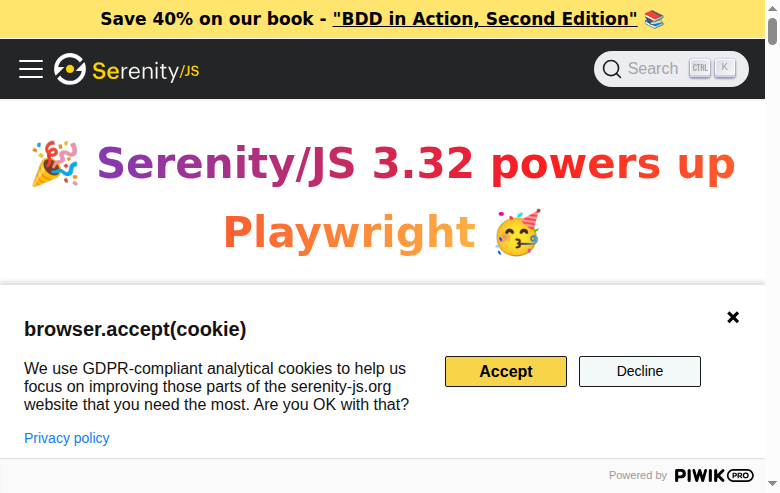 Save 40% on our book - "BDD in Action, Second Edition" 📚
Serenity/JS
Search CTRL K
🎉 Serenity/JS 3.32 powers up
Playwright 🥳
browser.accept(cookie)
We use GDPR-compliant analytical cookies to help us
focus on improving those parts of the serenity-js.org
website that you need the most. Are you OK with that?
Accept
Decline
Privacy policy
Powered by PIWIK PRO